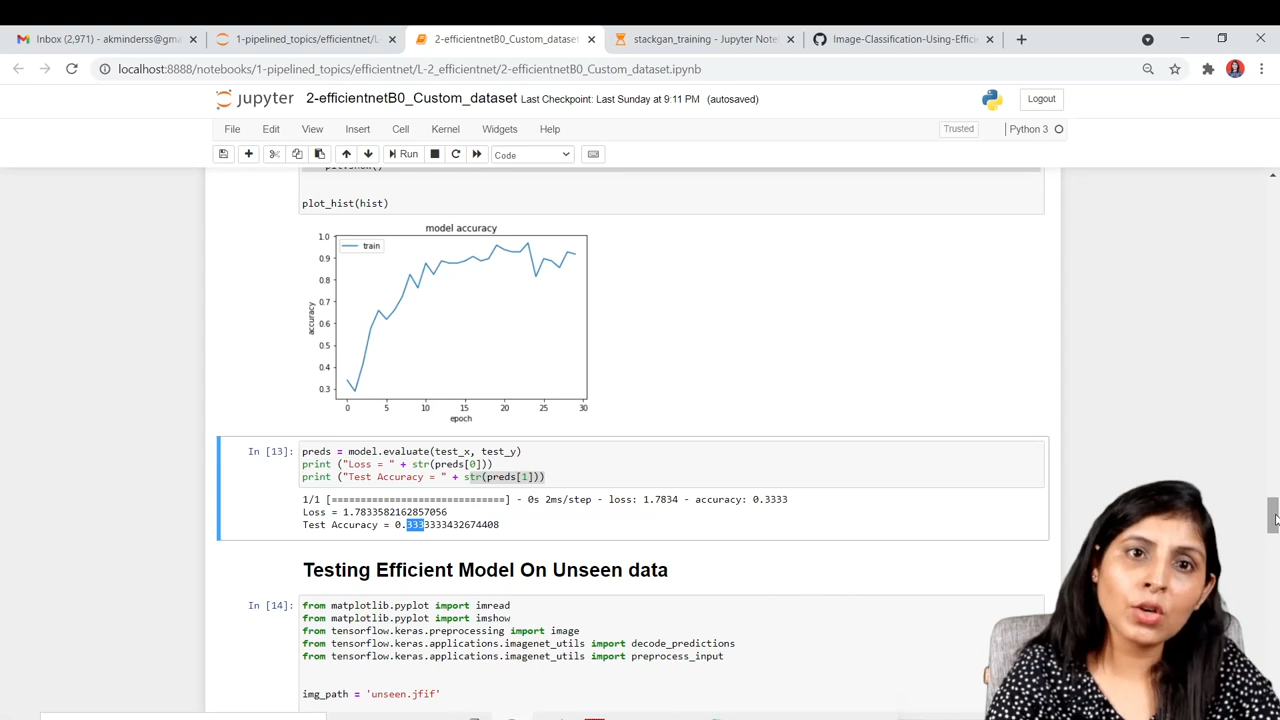 Inbox (2,971) - akminderss@gma
1-pipelined_topics/efficientnet/L-
2-efficientnetB0_Custom_dataset
stackgan_training - Jupyter Note
Image-Classification-Using-Efficie
localhost:8888/notebooks/1-pipelined_topics/efficientnet/L-2_efficientnet/2-efficientnetB0_Custom_dataset.ipynb
jupyter 2-efficientnetB0_Custom_dataset Last Checkpoint: Last Sunday at 9:11 PM (autosaved)
Logout
File Edit View Insert Cell Kernel Widgets Help
Trusted
Python 3
Run
Code
plot_hist(hist)
model accuracy
train
1.0
0.9
0.8
0.7
0.6
0.5
0.4
0.3
accuracy
0 5 10 15 20 25 30
epoch
In [13]: preds = model.evaluate(test_x, test_y)
print ("Loss = " + str(preds[0]))
print ("Test Accuracy = " + str(preds[1]))
1/1 [==============================] - 0s 2ms/step - loss: 1.7834 - accuracy: 0.3333
Loss = 1.7833582162857056
Test Accuracy = 0.3333333432674408
Testing Efficient Model On Unseen data
In [14]: from matplotlib.pyplot import imread
from matplotlib.pyplot import imshow
from tensorflow.keras.preprocessing import image
from tensorflow.keras.applications.imagenet_utils import decode_predictions
from tensorflow.keras.applications.imagenet_utils import preprocess_input
img_path = 'unseen.jfif'